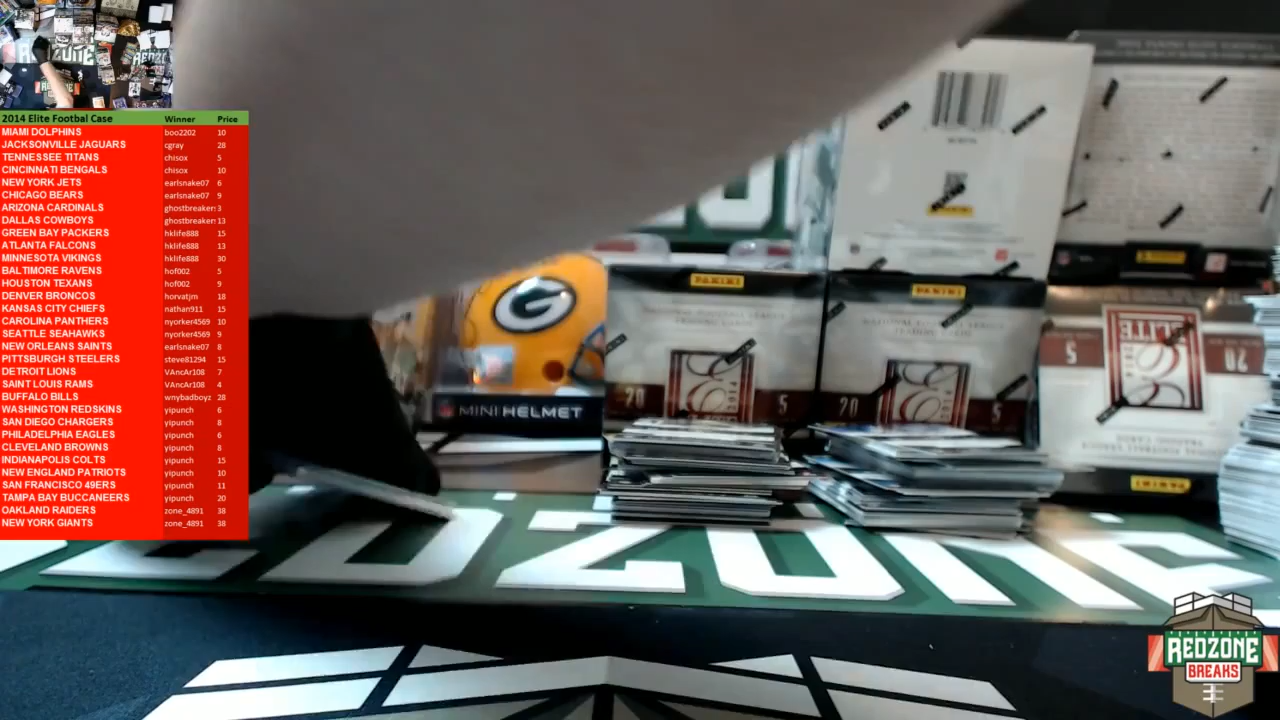 REDZONE
2014 Elite Footbal Case Winner Price
MIAMI DOLPHINS boo2202 10
JACKSONVILLE JAGUARS cgray 28
TENNESSEE TITANS chisox 5
CINCINNATI BENGALS chisox 10
NEW YORK JETS earlsnake07 6
CHICAGO BEARS earlsnake07 9
ARIZONA CARDINALS ghostbreaker 3
DALLAS COWBOYS ghostbreaker 13
GREEN BAY PACKERS hklife888 15
ATLANTA FALCONS hklife888 13
MINNESOTA VIKINGS hklife888 30
BALTIMORE RAVENS hof002 5
HOUSTON TEXANS hof002 9
DENVER BRONCOS horvatjm 18
KANSAS CITY CHIEFS nathan911 15
CAROLINA PANTHERS nyorker4569 10
SEATTLE SEAHAWKS nyorker4569 9
NEW ORLEANS SAINTS earlsnake07 8
PITTSBURGH STEELERS steve81294 15
DETROIT LIONS VAncAr108 7
SAINT LOUIS RAMS VAncAr108 4
BUFFALO BILLS wnybadboyz 28
WASHINGTON REDSKINS yipunch 6
SAN DIEGO CHARGERS yipunch 8
PHILADELPHIA EAGLES yipunch 6
CLEVELAND BROWNS yipunch 8
INDIANAPOLIS COLTS yipunch 15
NEW ENGLAND PATRIOTS yipunch 10
SAN FRANCISCO 49ERS yipunch 11
TAMPA BAY BUCCANEERS yipunch 20
OAKLAND RAIDERS zone_4891 38
NEW YORK GIANTS zone_4891 38
G
MINI HELMET
PANINI
20 5
PANINI
20 5
ELITE
5 20
PANINI
EDZONE
REDZONE
BREAKS